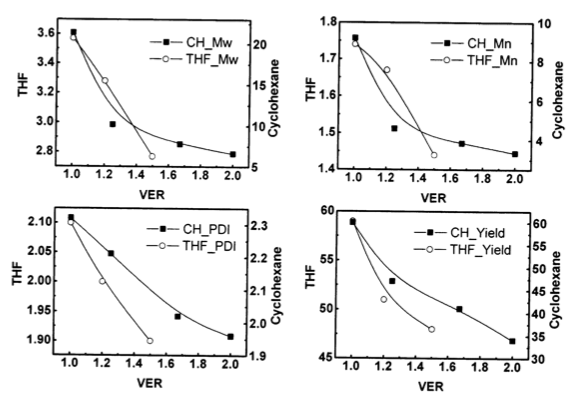 3.6
3.4
3.2
3.0
2.8
THF
CH_Mw
THF_Mw
20
15
10
5
Cyclohexane
1.0 1.2 1.4 1.6 1.8 2.0
VER
1.8
1.7
1.6
1.5
1.4
THF
CH_Mn
THF_Mn
10
8
6
4
Cyclohexane
1.0 1.2 1.4 1.6 1.8 2.0
VER
2.10
2.05
2.00
1.95
1.90
THF
CH_PDI
THF_PDI
2.3
2.2
2.1
2.0
1.9
Cyclohexane
1.0 1.2 1.4 1.6 1.8 2.0
VER
60
55
50
45
THF
CH_Yield
THF_Yield
60
55
50
45
40
35
30
Cyclohexane
1.0 1.2 1.4 1.6 1.8 2.0
VER